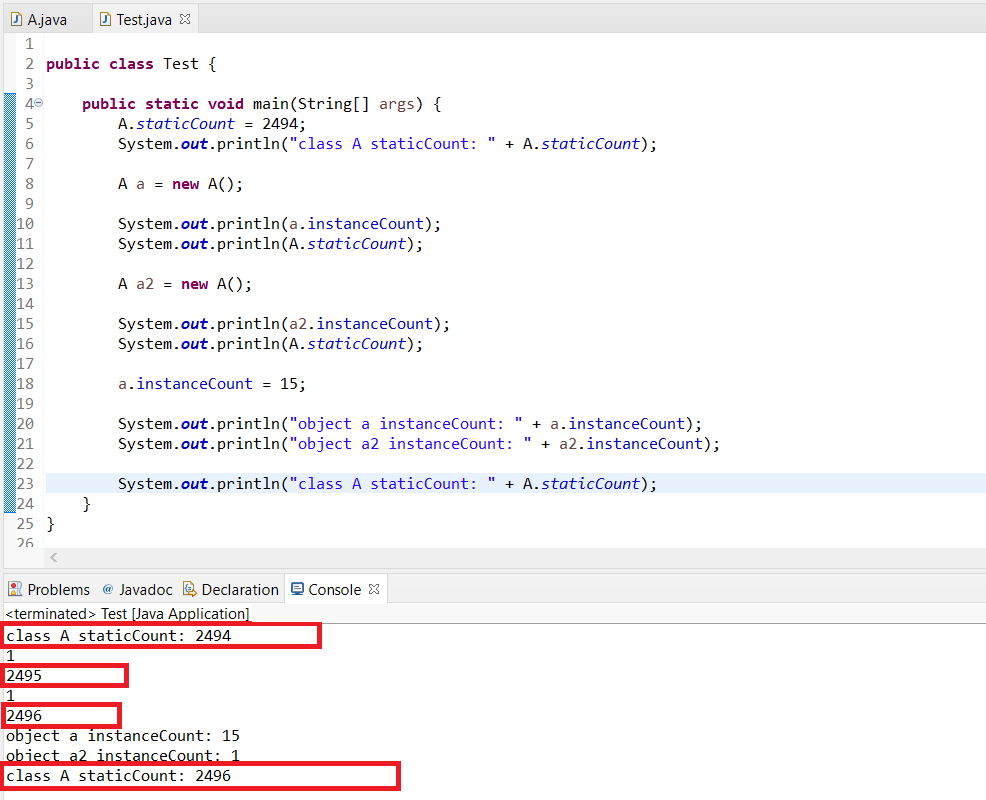 A.java Test.java
1
2 public class Test {
3
4 public static void main(String[] args) {
5 A.staticCount = 2494;
6 System.out.println("class A staticCount: " + A.staticCount);
7
8 A a = new A();
9
10 System.out.println(a.instanceCount);
11 System.out.println(A.staticCount);
12
13 A a2 = new A();
14
15 System.out.println(a2.instanceCount);
16 System.out.println(A.staticCount);
17
18 a.instanceCount = 15;
19
20 System.out.println("object a instanceCount: " + a.instanceCount);
21 System.out.println("object a2 instanceCount: " + a2.instanceCount);
22
23 System.out.println("class A staticCount: " + A.staticCount);
24 }
25 }
26
Problems @ Javadoc Declaration Console
<terminated> Test [Java Application]
class A staticCount: 2494
1
2495
1
2496
object a instanceCount: 15
object a2 instanceCount: 1
class A staticCount: 2496